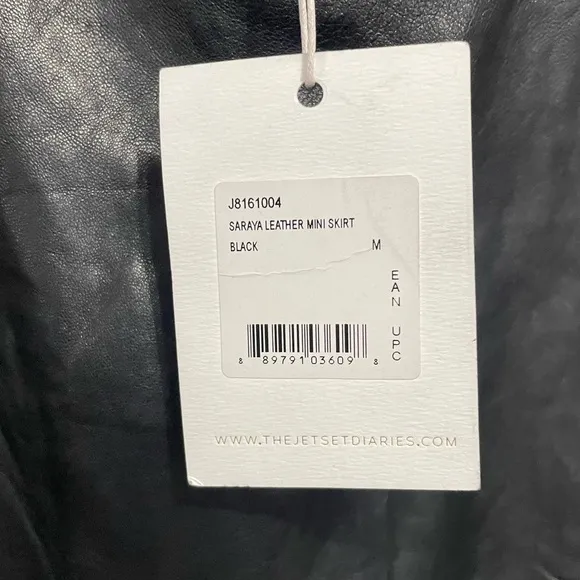 J8161004
SARAYA LEATHER MINI SKIRT
BLACK M
EAN UPC
8 89791 03609 8
WWW.THEJETSETDIARIES.COM